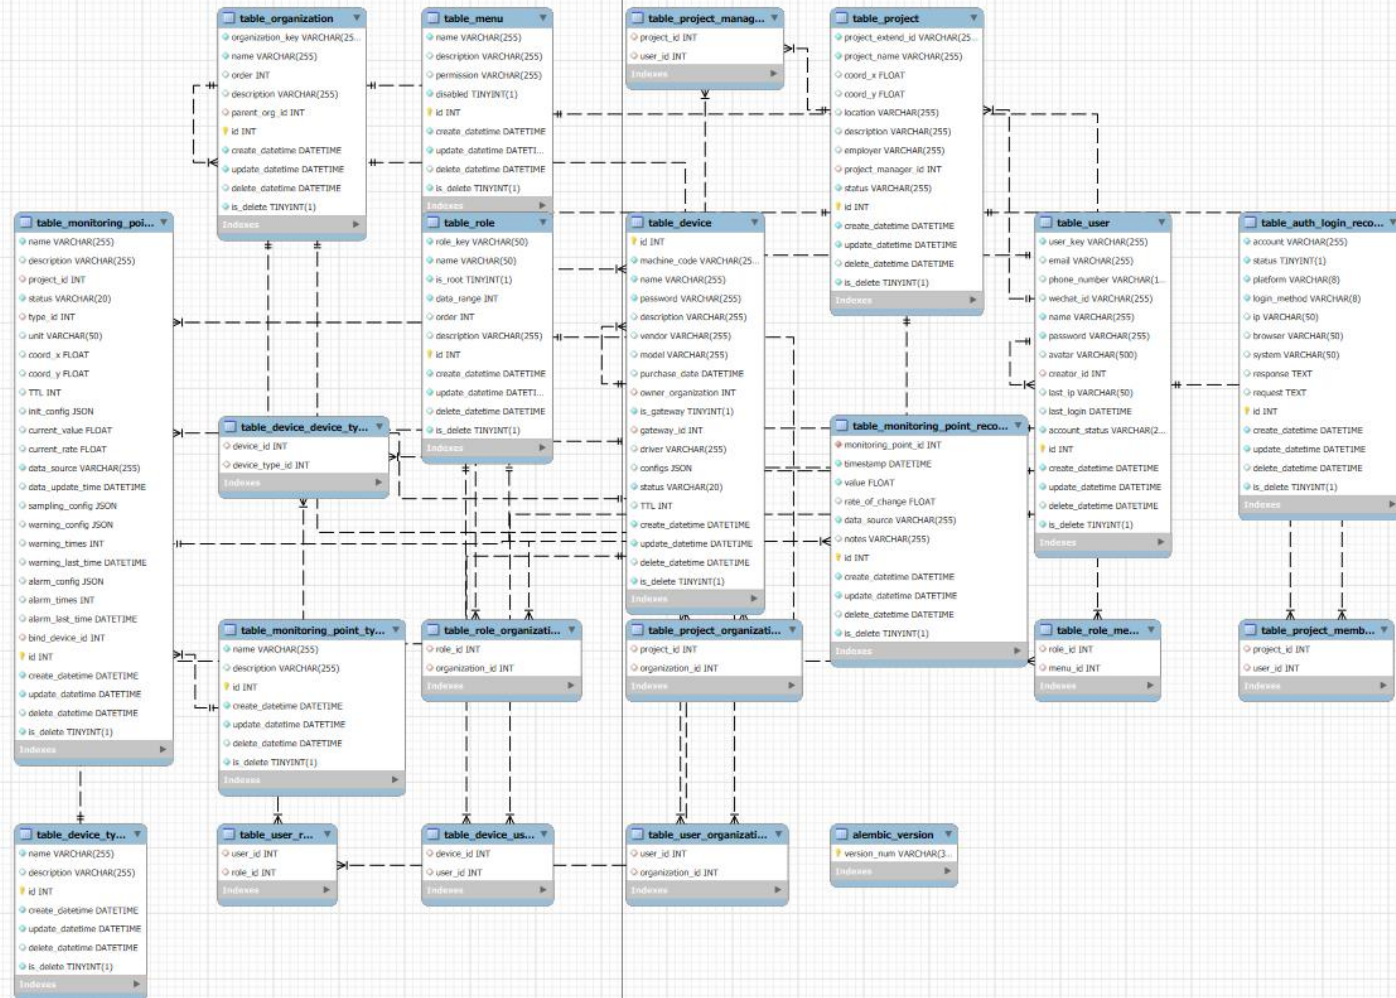 table_organization
organization_key VARCHAR(25...
name VARCHAR(255)
order INT
description VARCHAR(255)
parent_org_id INT
id INT
create_datetime DATETIME
update_datetime DATETIME
delete_datetime DATETIME
is_delete TINYINT(1)
Indexes
table_menu
name VARCHAR(255)
description VARCHAR(255)
permission VARCHAR(255)
disabled TINYINT(1)
id INT
create_datetime DATETIME
update_datetime DATETI...
delete_datetime DATETIME
is_delete TINYINT(1)
Indexes
table_project_manag...
project_id INT
user_id INT
Indexes
table_project
project_extend_id VARCHAR(25...
project_name VARCHAR(255)
coord_x FLOAT
coord_y FLOAT
location VARCHAR(255)
description VARCHAR(255)
employer VARCHAR(255)
project_manager_id INT
status VARCHAR(255)
id INT
create_datetime DATETIME
update_datetime DATETIME
delete_datetime DATETIME
is_delete TINYINT(1)
Indexes
table_monitoring_poi...
name VARCHAR(255)
description VARCHAR(255)
project_id INT
status VARCHAR(20)
type_id INT
unit VARCHAR(50)
coord_x FLOAT
coord_y FLOAT
TTL INT
init_config JSON
current_value FLOAT
current_rate FLOAT
data_source VARCHAR(255)
data_update_time DATETIME
sampling_config JSON
warning_config JSON
warning_times INT
warning_last_time DATETIME
alarm_config JSON
alarm_times INT
alarm_last_time DATETIME
bind_device_id INT
id INT
create_datetime DATETIME
update_datetime DATETIME
delete_datetime DATETIME
is_delete TINYINT(1)
Indexes
table_role
role_key VARCHAR(50)
name VARCHAR(50)
is_root TINYINT(1)
data_range INT
order INT
description VARCHAR(255)
id INT
create_datetime DATETIME
update_datetime DATETI...
delete_datetime DATETIME
is_delete TINYINT(1)
Indexes
table_device
id INT
machine_code VARCHAR(25...
name VARCHAR(255)
password VARCHAR(255)
description VARCHAR(255)
vendor VARCHAR(255)
model VARCHAR(255)
purchase_date DATETIME
owner_organization INT
is_gateway TINYINT(1)
gateway_id INT
driver VARCHAR(255)
configs JSON
status VARCHAR(20)
TTL INT
create_datetime DATETIME
update_datetime DATETIME
delete_datetime DATETIME
is_delete TINYINT(1)
Indexes
table_user
user_key VARCHAR(255)
email VARCHAR(255)
phone_number VARCHAR(1...
wechat_id VARCHAR(255)
name VARCHAR(255)
password VARCHAR(255)
avatar VARCHAR(500)
creator_id INT
last_ip VARCHAR(50)
last_login DATETIME
account_status VARCHAR(2...
id INT
create_datetime DATETIME
update_datetime DATETIME
delete_datetime DATETIME
is_delete TINYINT(1)
Indexes
table_auth_login_reco...
account VARCHAR(255)
status TINYINT(1)
platform VARCHAR(8)
login_method VARCHAR(8)
ip VARCHAR(50)
browser VARCHAR(50)
system VARCHAR(50)
response TEXT
request TEXT
id INT
create_datetime DATETIME
update_datetime DATETIME
delete_datetime DATETIME
is_delete TINYINT(1)
Indexes
table_device_device_ty...
device_id INT
device_type_id INT
Indexes
table_monitoring_point_reco...
monitoring_point_id INT
timestamp DATETIME
value FLOAT
rate_of_change FLOAT
data_source VARCHAR(255)
notes VARCHAR(255)
id INT
create_datetime DATETIME
update_datetime DATETIME
delete_datetime DATETIME
is_delete TINYINT(1)
Indexes
table_monitoring_point_ty...
name VARCHAR(255)
description VARCHAR(255)
id INT
create_datetime DATETIME
update_datetime DATETIME
delete_datetime DATETIME
is_delete TINYINT(1)
Indexes
table_role_organizati...
role_id INT
organization_id INT
Indexes
table_project_organizati...
project_id INT
organization_id INT
Indexes
table_role_me...
role_id INT
menu_id INT
Indexes
table_project_memb...
project_id INT
user_id INT
Indexes
table_device_ty...
name VARCHAR(255)
description VARCHAR(255)
id INT
create_datetime DATETIME
update_datetime DATETIME
delete_datetime DATETIME
is_delete TINYINT(1)
Indexes
table_user_r...
user_id INT
role_id INT
Indexes
table_device_us...
device_id INT
user_id INT
Indexes
table_user_organizati...
user_id INT
organization_id INT
Indexes
alembic_version
version_num VARCHAR(3...
Indexes